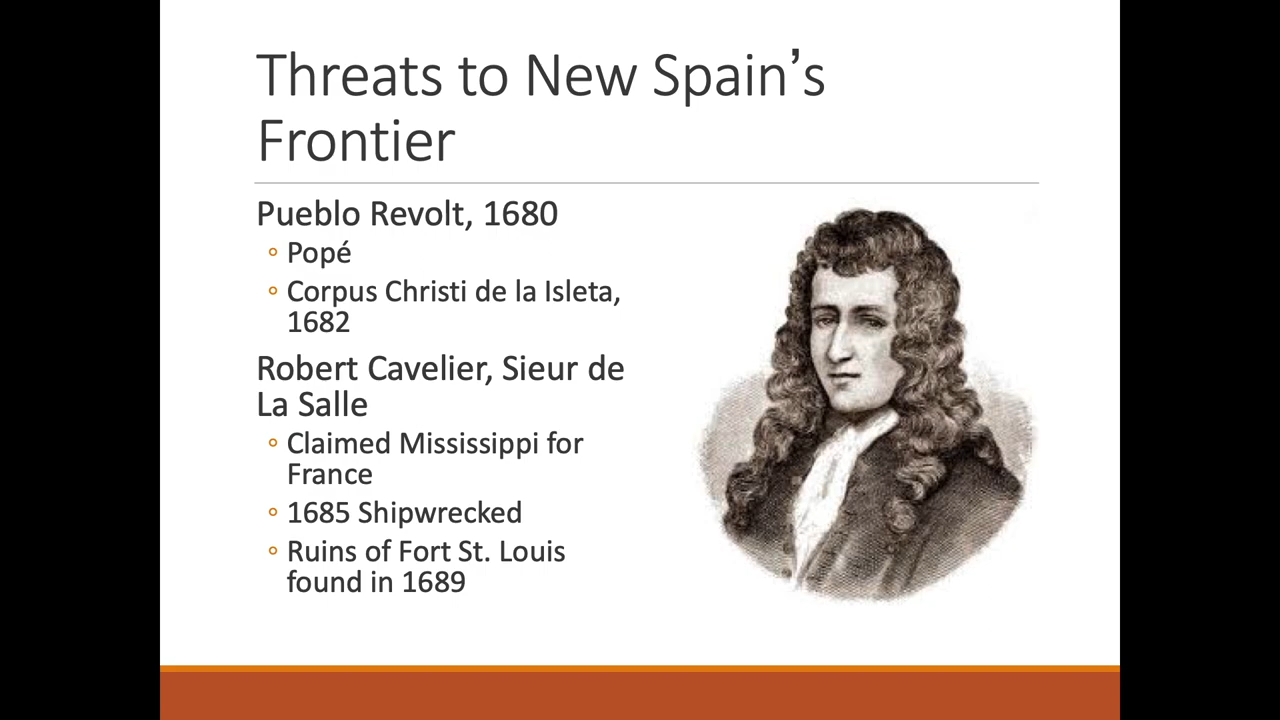 Threats to New Spain’s
Frontier
Pueblo Revolt, 1680
◦ Popé
◦ Corpus Christi de la Isleta,
1682
Robert Cavelier, Sieur de
La Salle
◦ Claimed Mississippi for
France
◦ 1685 Shipwrecked
◦ Ruins of Fort St. Louis
found in 1689